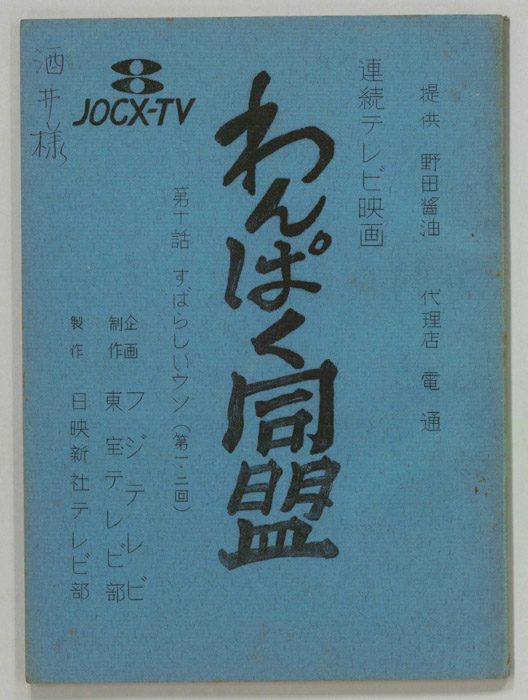 提供　野田醤油　代理店　電通
連続テレビ映画
わんぱく同盟
第十話　すばらしいウソ（第一・二回）
JOCX-TV
企画　フジテレビ
制作　東宝テレビ部
製作　日映新社テレビ部
酒井様